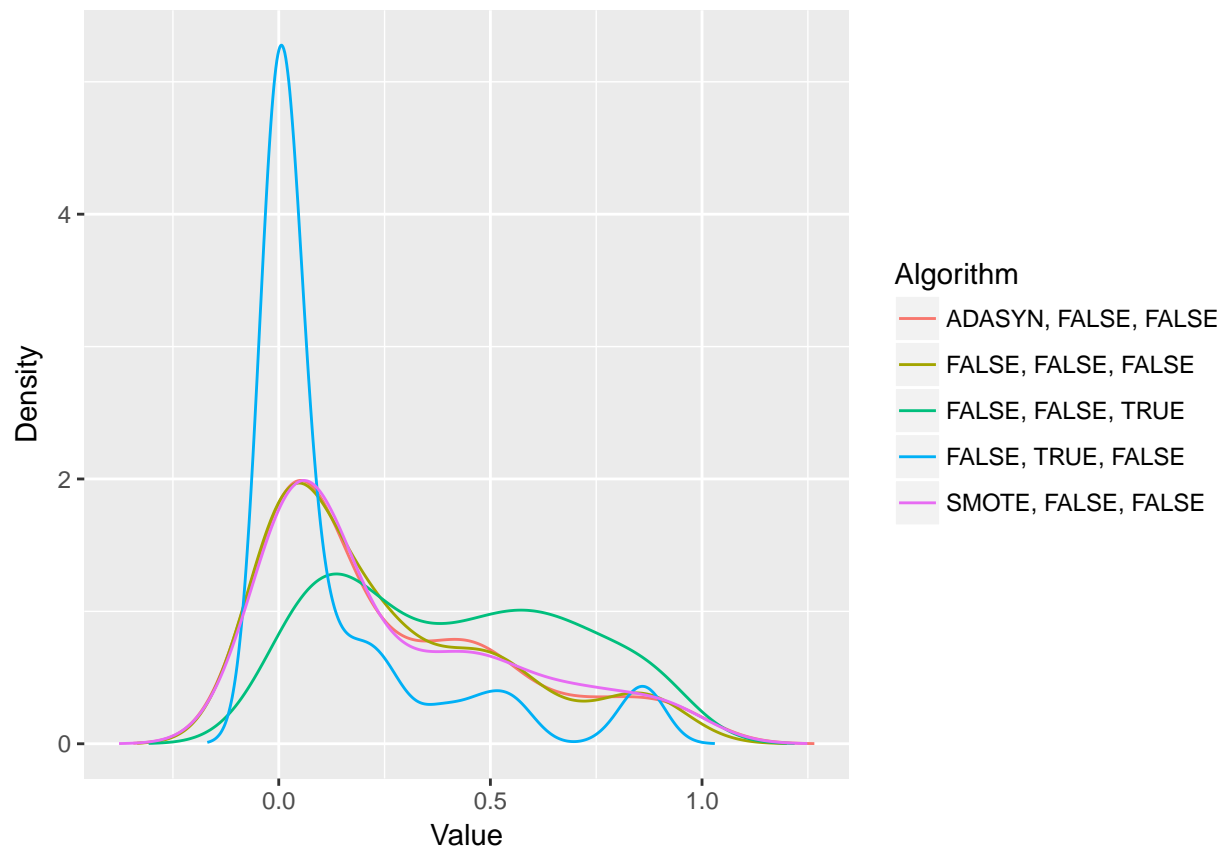 4
2
0
Density
0.0
0.5
1.0
Value
Algorithm
ADASYN, FALSE, FALSE
FALSE, FALSE, FALSE
FALSE, FALSE, TRUE
FALSE, TRUE, FALSE
SMOTE, FALSE, FALSE